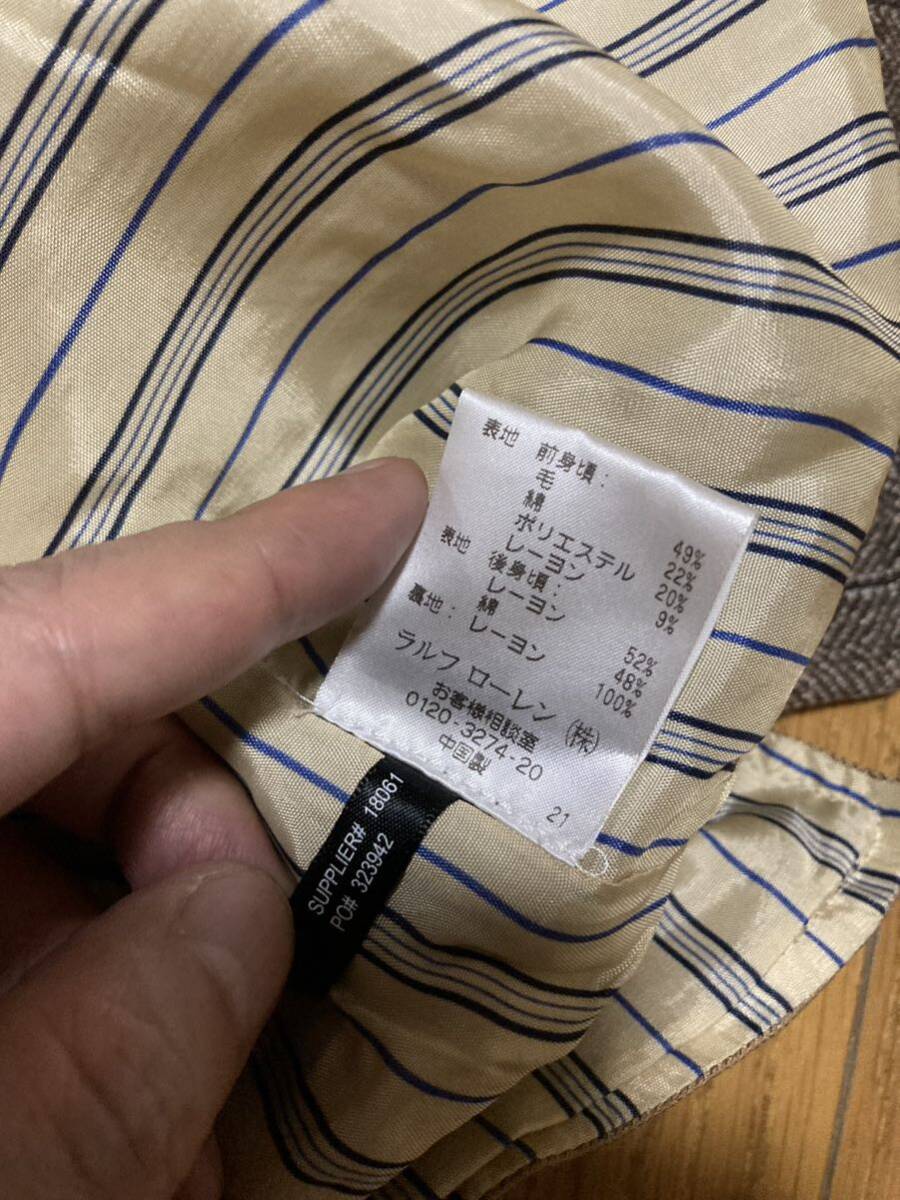 表地 前身頃:
毛 49%
綿 22%
ポリエステル 20%
レーヨン 9%
表地 後身頃:
レーヨン 52%
綿 48%
裏地: レーヨン 100%
ラルフ ローレン (株)
お客様相談室
0120-3274-20
中国製
21
SUPPLIER# 18061
PO# 323942